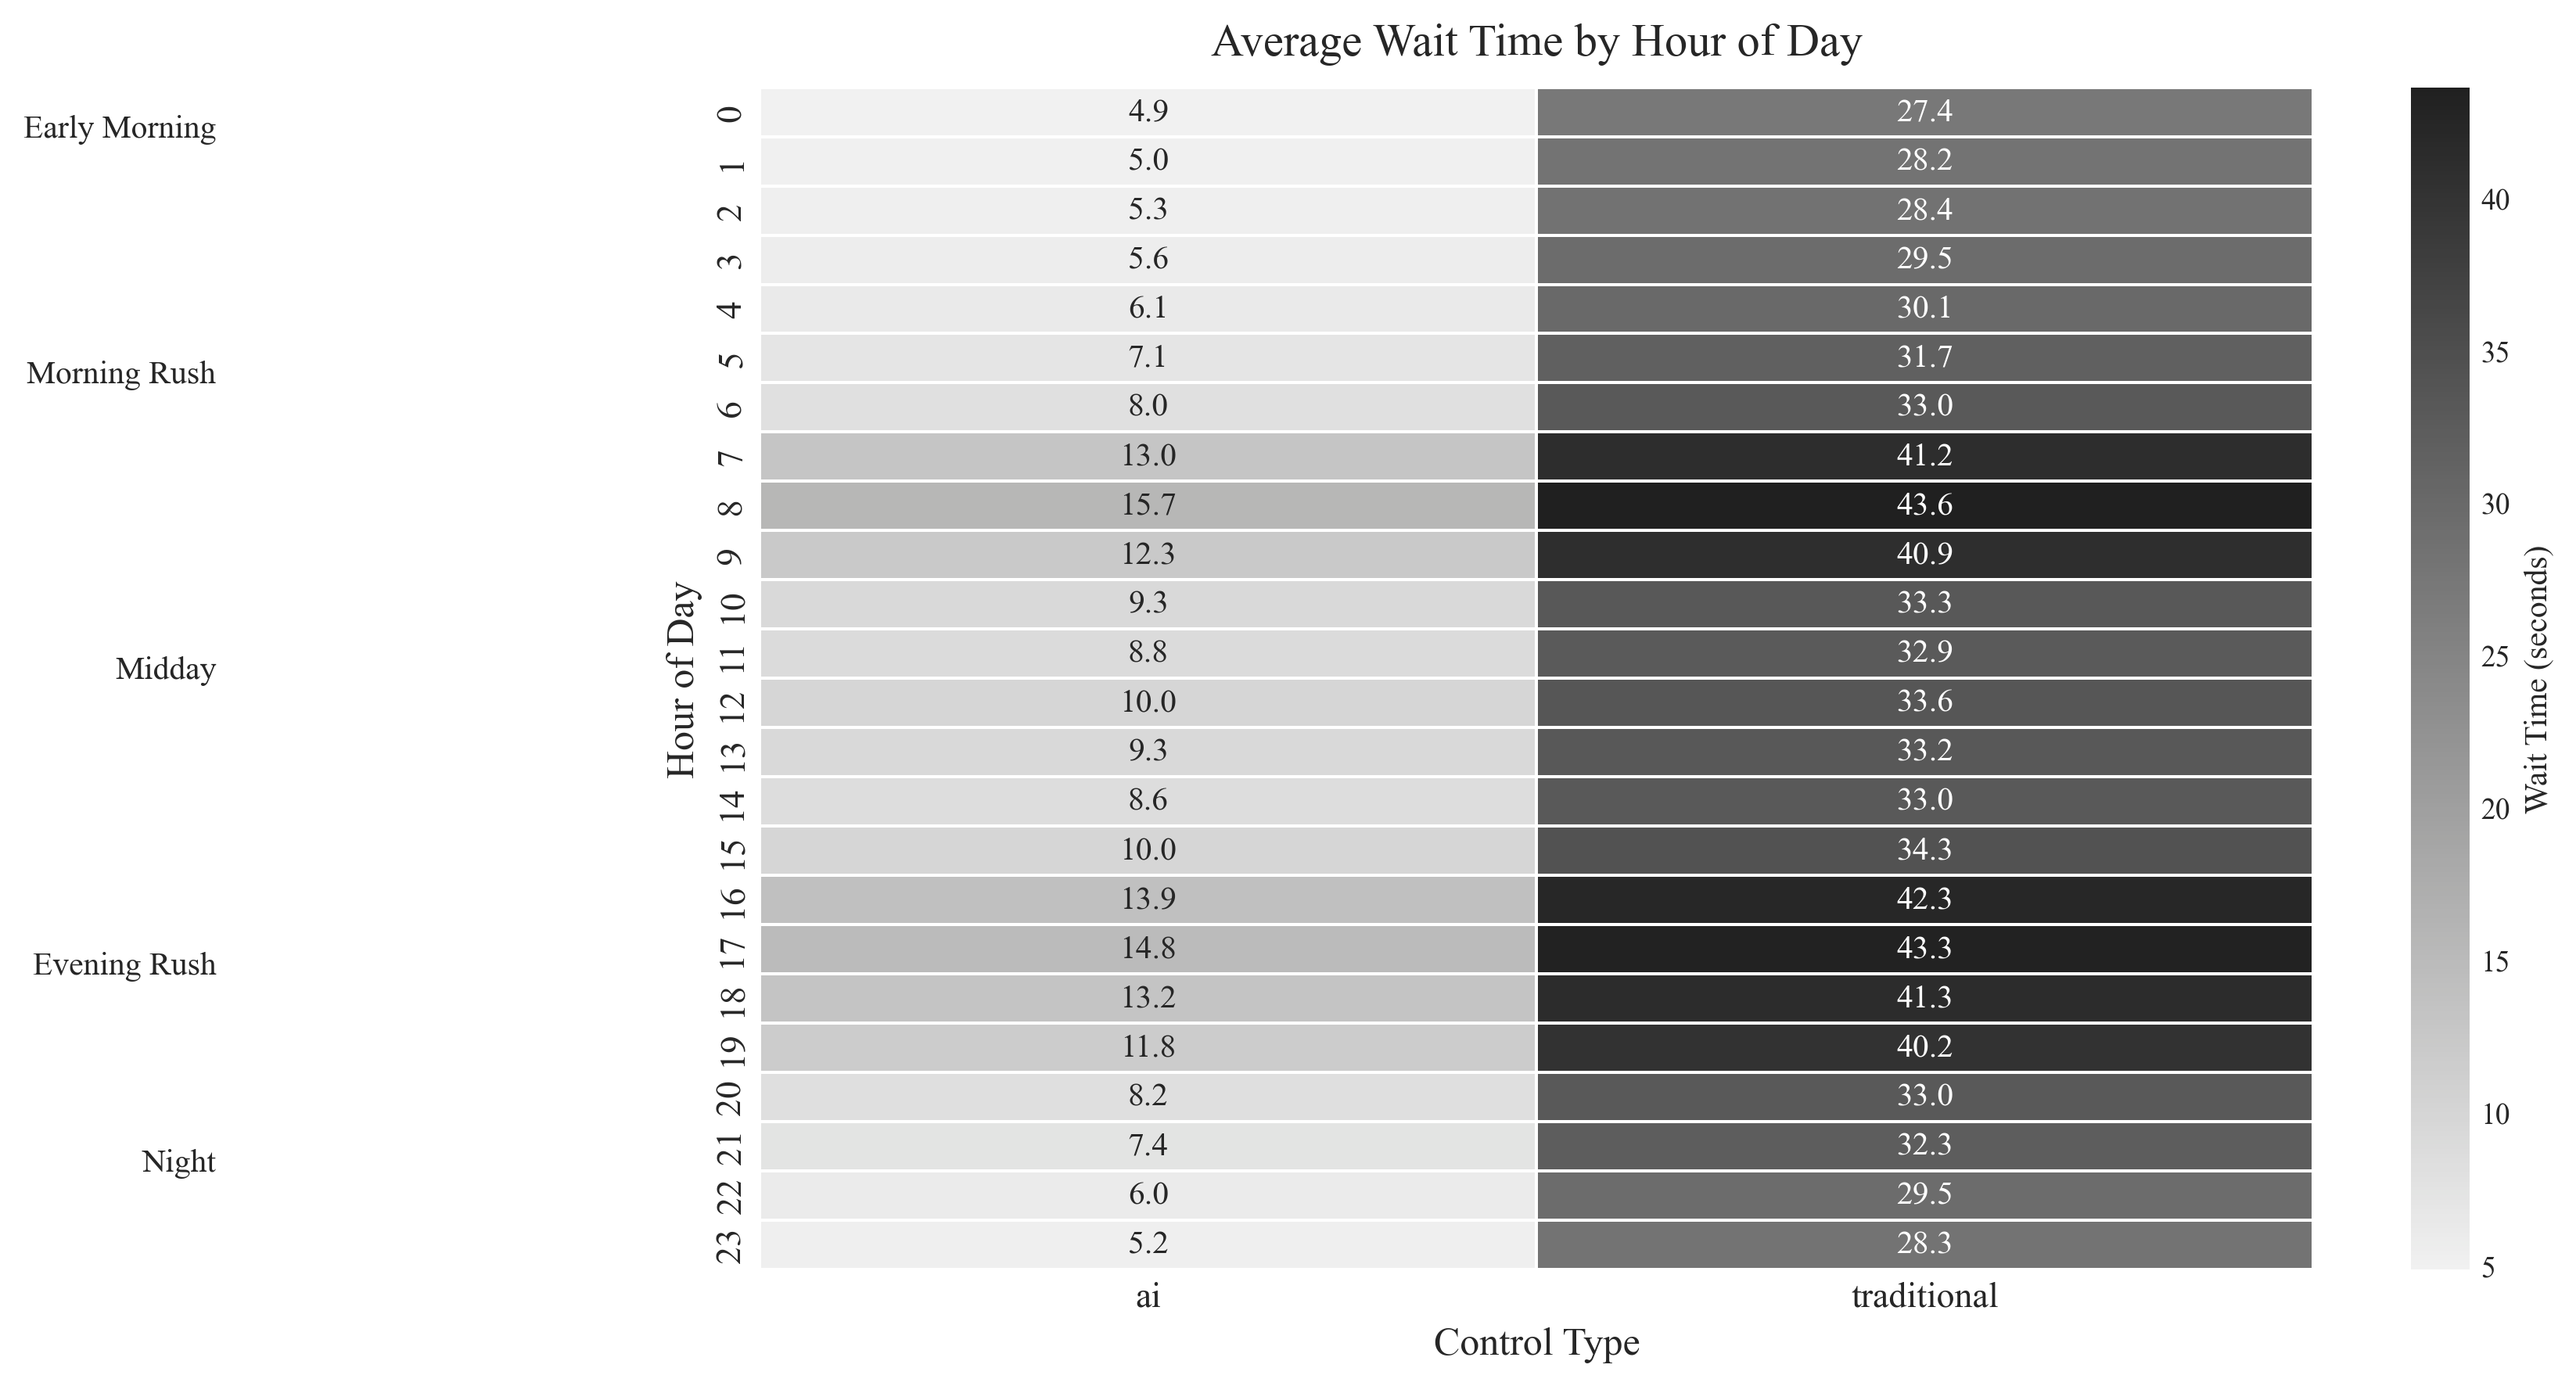 Average Wait Time by Hour of Day
Early Morning
Morning Rush
Midday
Evening Rush
Night
Hour of Day
0 4.9 27.4
1 5.0 28.2
2 5.3 28.4
3 5.6 29.5
4 6.1 30.1
5 7.1 31.7
6 8.0 33.0
7 13.0 41.2
8 15.7 43.6
9 12.3 40.9
10 9.3 33.3
11 8.8 32.9
12 10.0 33.6
13 9.3 33.2
14 8.6 33.0
15 10.0 34.3
16 13.9 42.3
17 14.8 43.3
18 13.2 41.3
19 11.8 40.2
20 8.2 33.0
21 7.4 32.3
22 6.0 29.5
23 5.2 28.3
ai traditional
Control Type
40
35
30
25
20
15
10
5
Wait Time (seconds)